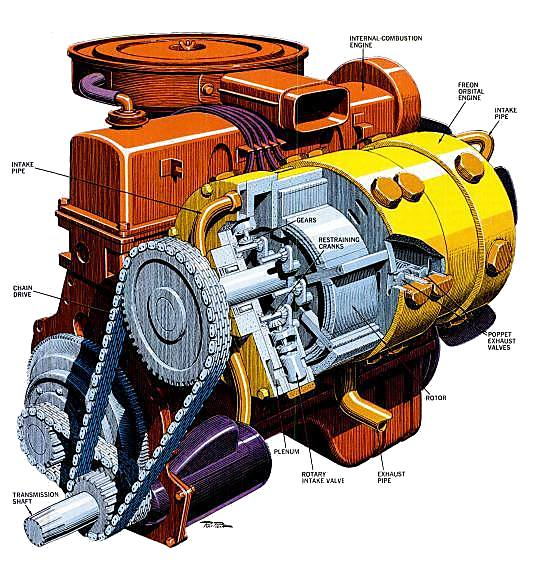 INTERNAL-COMBUSTION
ENGINE
FREON
ORBITAL
ENGINE
INTAKE
PIPE
INTAKE
PIPE
GEARS
RESTRAINING
CRANKS
CHAIN
DRIVE
POPPET
EXHAUST
VALVES
ROTOR
PLENUM
ROTARY
INTAKE VALVE
EXHAUST
PIPE
TRANSMISSION
SHAFT